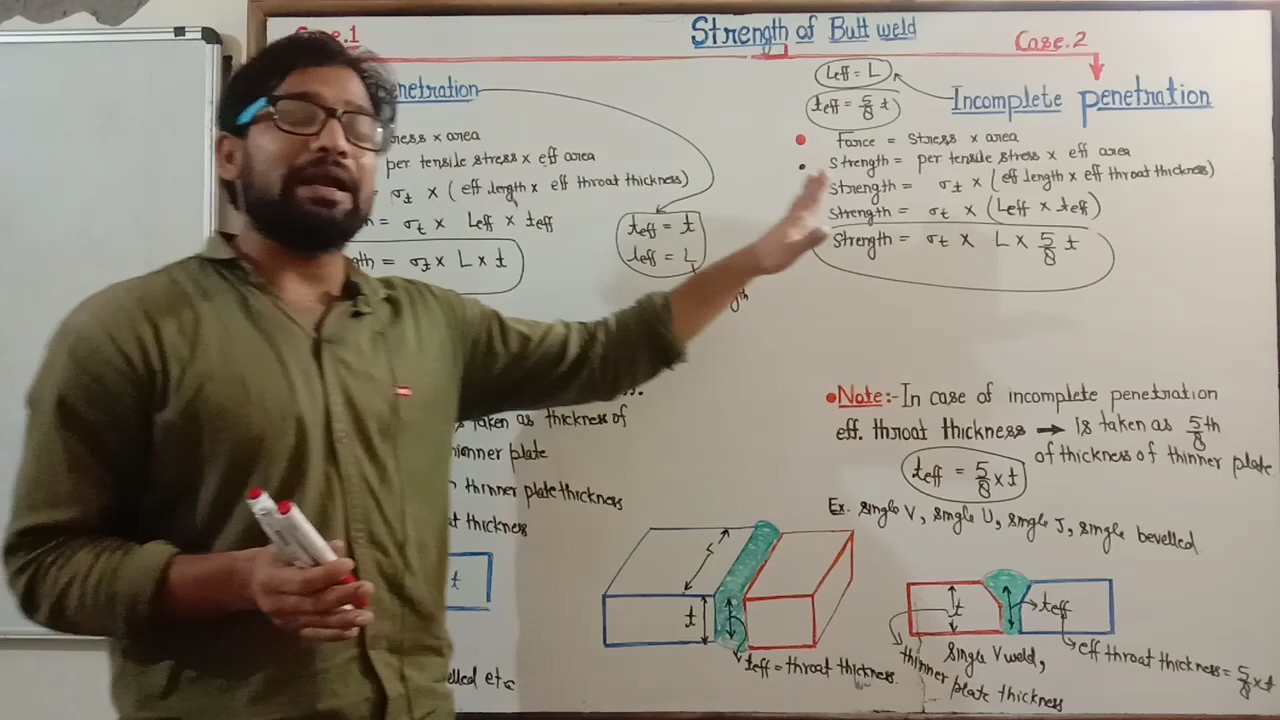 Strength of Butt weld
Case.1
enetration
ress × area
per tensile stress × eff area
= σt × (eff length × eff throat thickness)
= σt × Leff × teff
= σt × L × t
teff = t
leff = L
Case.2
Leff = L
teff = 5/8 t
Incomplete penetration
Force = Stress × area
Strength = per tensile stress × eff area
Strength = σt × (eff length × eff throat thickness)
Strength = σt × (Leff × teff)
Strength = σt × L × 5/8 t
taken as thickness of
plate
thinner plate thickness
thickness
t
etc
Note:- In case of incomplete penetration
eff. throat thickness → Is taken as 5/8 th
of thickness of thinner plate
teff = 5/8 × t
Ex. single V, single U, single J, single bevelled
t
teff = throat thickness.
t
teff
single V weld,
thinner plate thickness
eff throat thickness = 5/8 × t